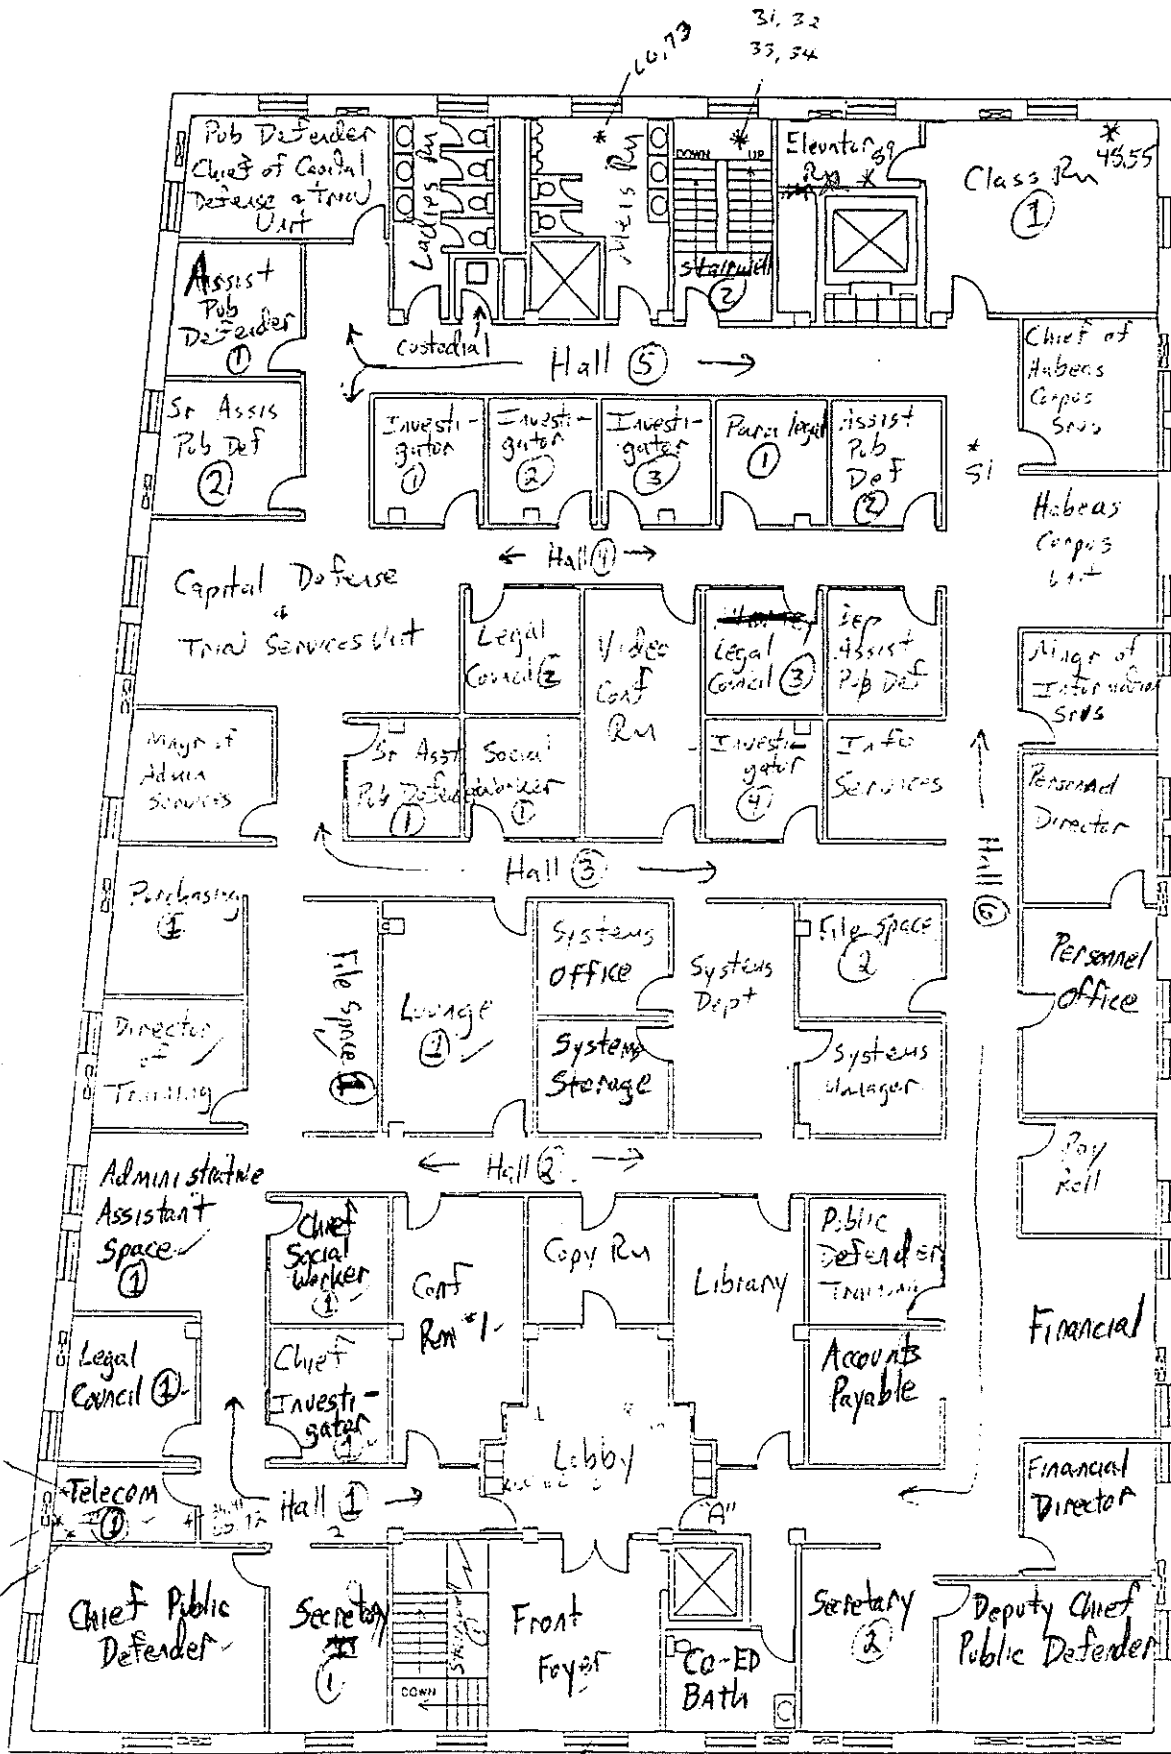 31, 32
33, 34
Pub Defender
Chief of Capital
Defense & Trial
Unit
Ladies Rm
*
Mens Rm
*
DOWN UP
Stairwell
2
Elevator
Rm
*
Class Rm
1
*
45,55
Assist
Pub
Defender
1
custodial
Hall 5
Chief of
Habeas
Corpus
Srvs
Sr Assis
Pub Def
2
Investi-
gator
1
Investi-
gator
2
Investi-
gator
3
Para legal
1
Assist
Pub
Def
2
*
51
Habeas
Corpus
Unit
Hall 4
Capital Defense
&
Trial Services Unit
Legal
Council 2
Video
Conf
Rm
Legal
Council 3
Dep
Assist
Pub Def
Mngr of
Information
Srvs
Mngr of
Admin
Services
Sr Asst
Pub Defender
1
Social
Worker
1
Investi-
gator
4
Info
Services
Personnel
Director
Hall 3
Hall 6
Purchasing
1
File Space 1
Lounge
1
Systems
Office
Systems
Dept
File Space
2
Personnel
Office
Director
of
Training
Systems
Storage
Systems
Manager
Hall 2
Pay
Roll
Administrative
Assistant
Space
1
Chief
Social
Worker
1
Conf
Rm #1
Copy Rm
Library
Public
Defender
Training
Financial
Legal
Council 1
Chief
Investi-
gator
1
Accounts
Payable
Lobby
Telecom
1
Hall 1
2
"A"
Financial
Director
Chief Public
Defender
Secretary
1
DOWN
Front
Foyer
Co-ED
BATH
Secretary
2
Deputy Chief
Public Defender